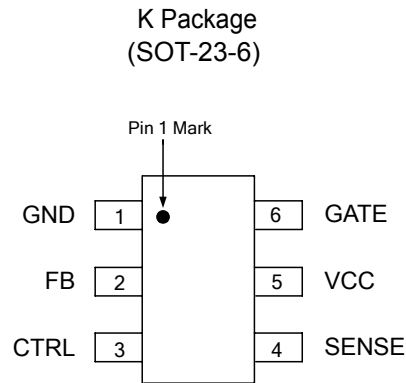 K Package
(SOT-23-6)
Pin 1 Mark
GND 1 6 GATE
FB 2 5 VCC
CTRL 3 4 SENSE